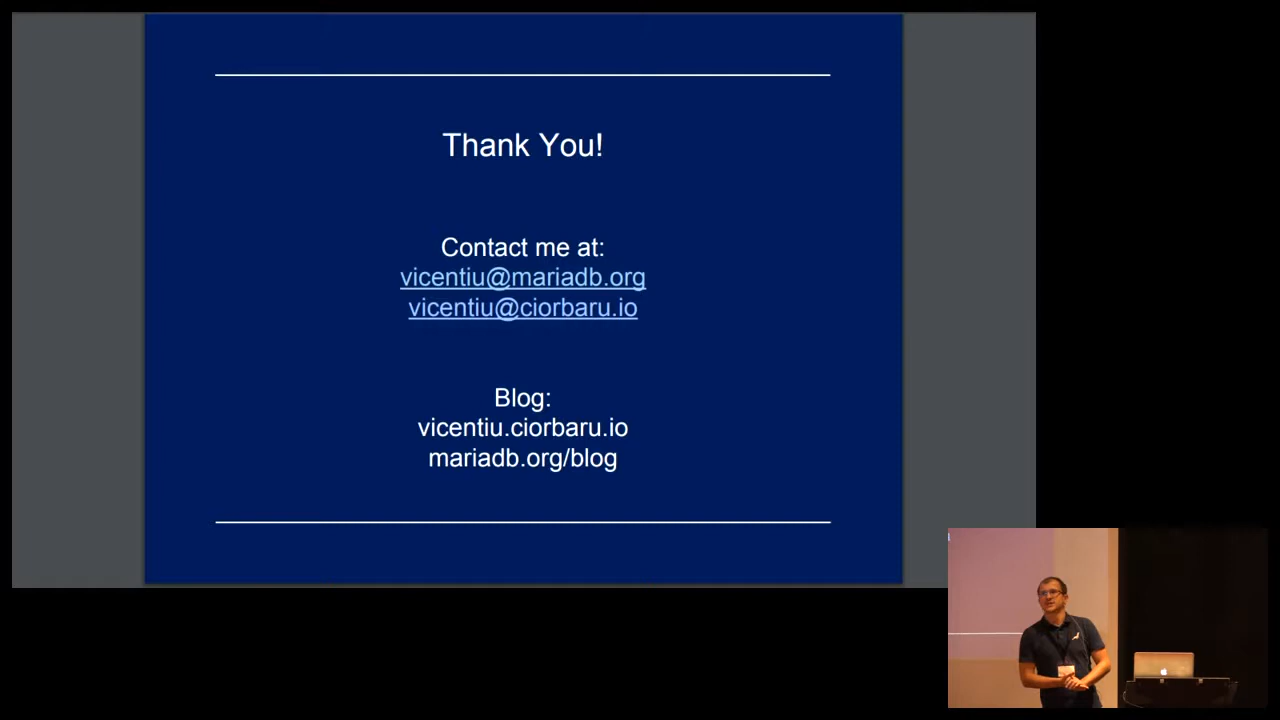 Thank You!
Contact me at:
vicentiu@mariadb.org
vicentiu@ciorbaru.io
Blog:
vicentiu.ciorbaru.io
mariadb.org/blog